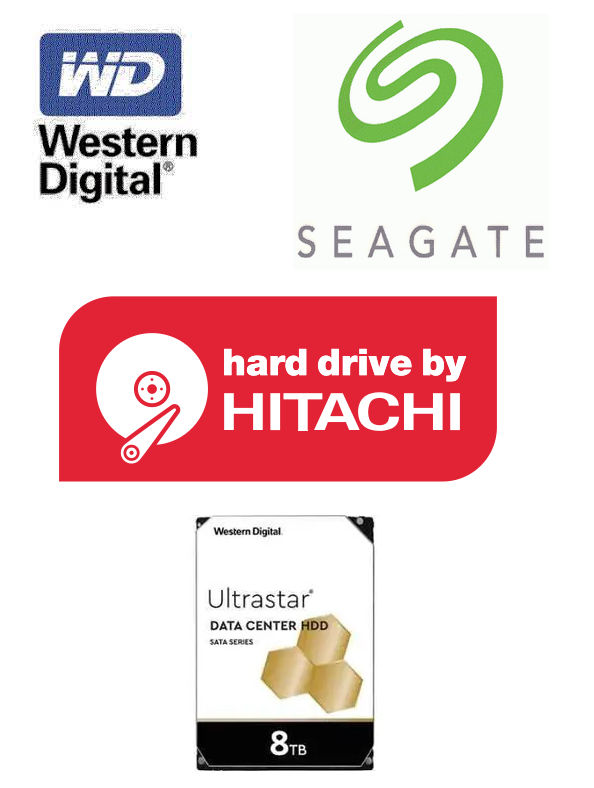 WD
Western
Digital®
SEAGATE
hard drive by
HITACHI
Western Digital.
Ultrastar®
DATA CENTER HDD
SATA SERIES
8TB